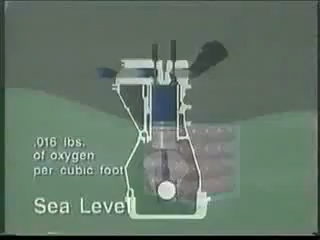 .016 lbs.
of oxygen
per cubic foot
Sea Level